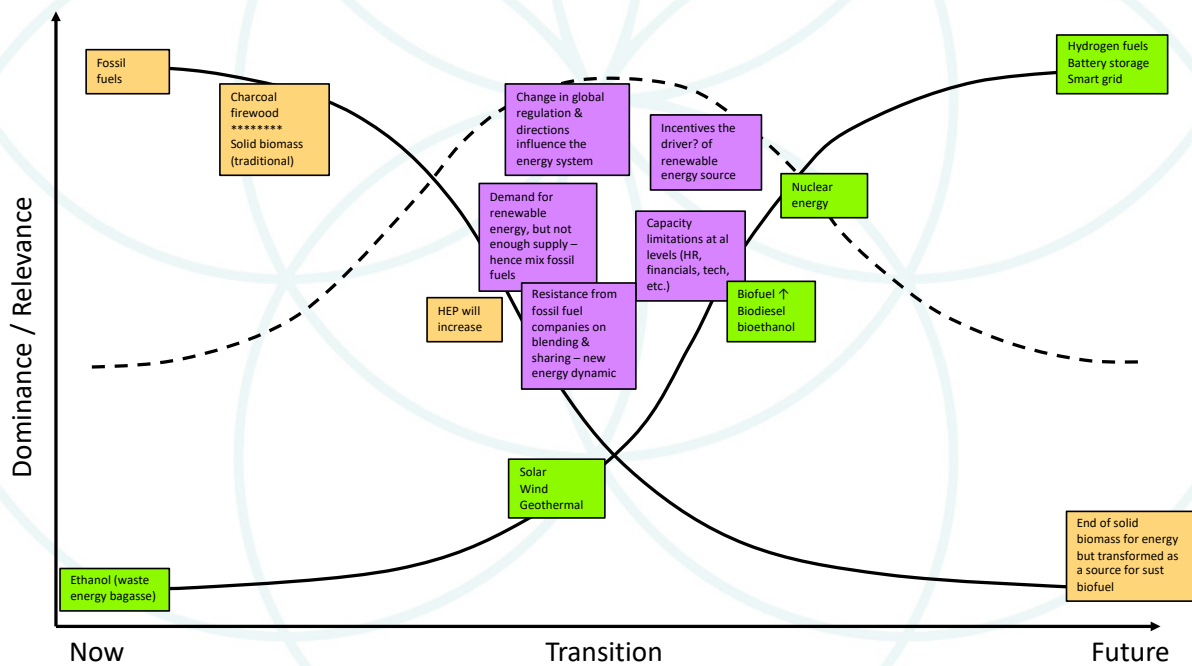 Dominance / Relevance
Fossil
fuels
Charcoal
firewood
********
Solid biomass
(traditional)
Change in global
regulation &
directions
influence the
energy system
Incentives the
driver? of
renewable
energy source
Hydrogen fuels
Battery storage
Smart grid
Nuclear
energy
Demand for
renewable
energy, but not
enough supply –
hence mix fossil
fuels
Capacity
limitations at al
levels (HR,
financials, tech,
etc.)
HEP will
increase
Resistance from
fossil fuel
companies on
blending &
sharing – new
energy dynamic
Biofuel ↑
Biodiesel
bioethanol
Solar
Wind
Geothermal
Ethanol (waste
energy bagasse)
End of solid
biomass for energy
but transformed as
a source for sust
biofuel
Now
Transition
Future